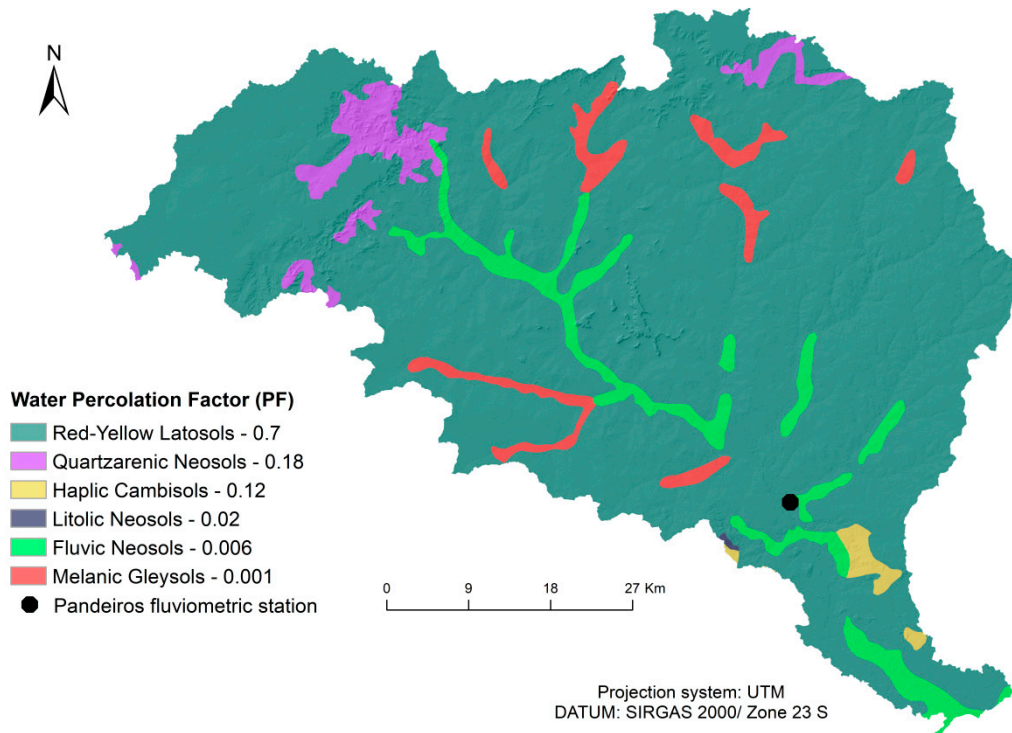 N
Water Percolation Factor (PF)
Red-Yellow Latosols - 0.7
Quartzarenic Neosols - 0.18
Haplic Cambisols - 0.12
Litolic Neosols - 0.02
Fluvic Neosols - 0.006
Melanic Gleysols - 0.001
Pandeiros fluviometric station
0 9 18 27 Km
Projection system: UTM
DATUM: SIRGAS 2000/ Zone 23 S